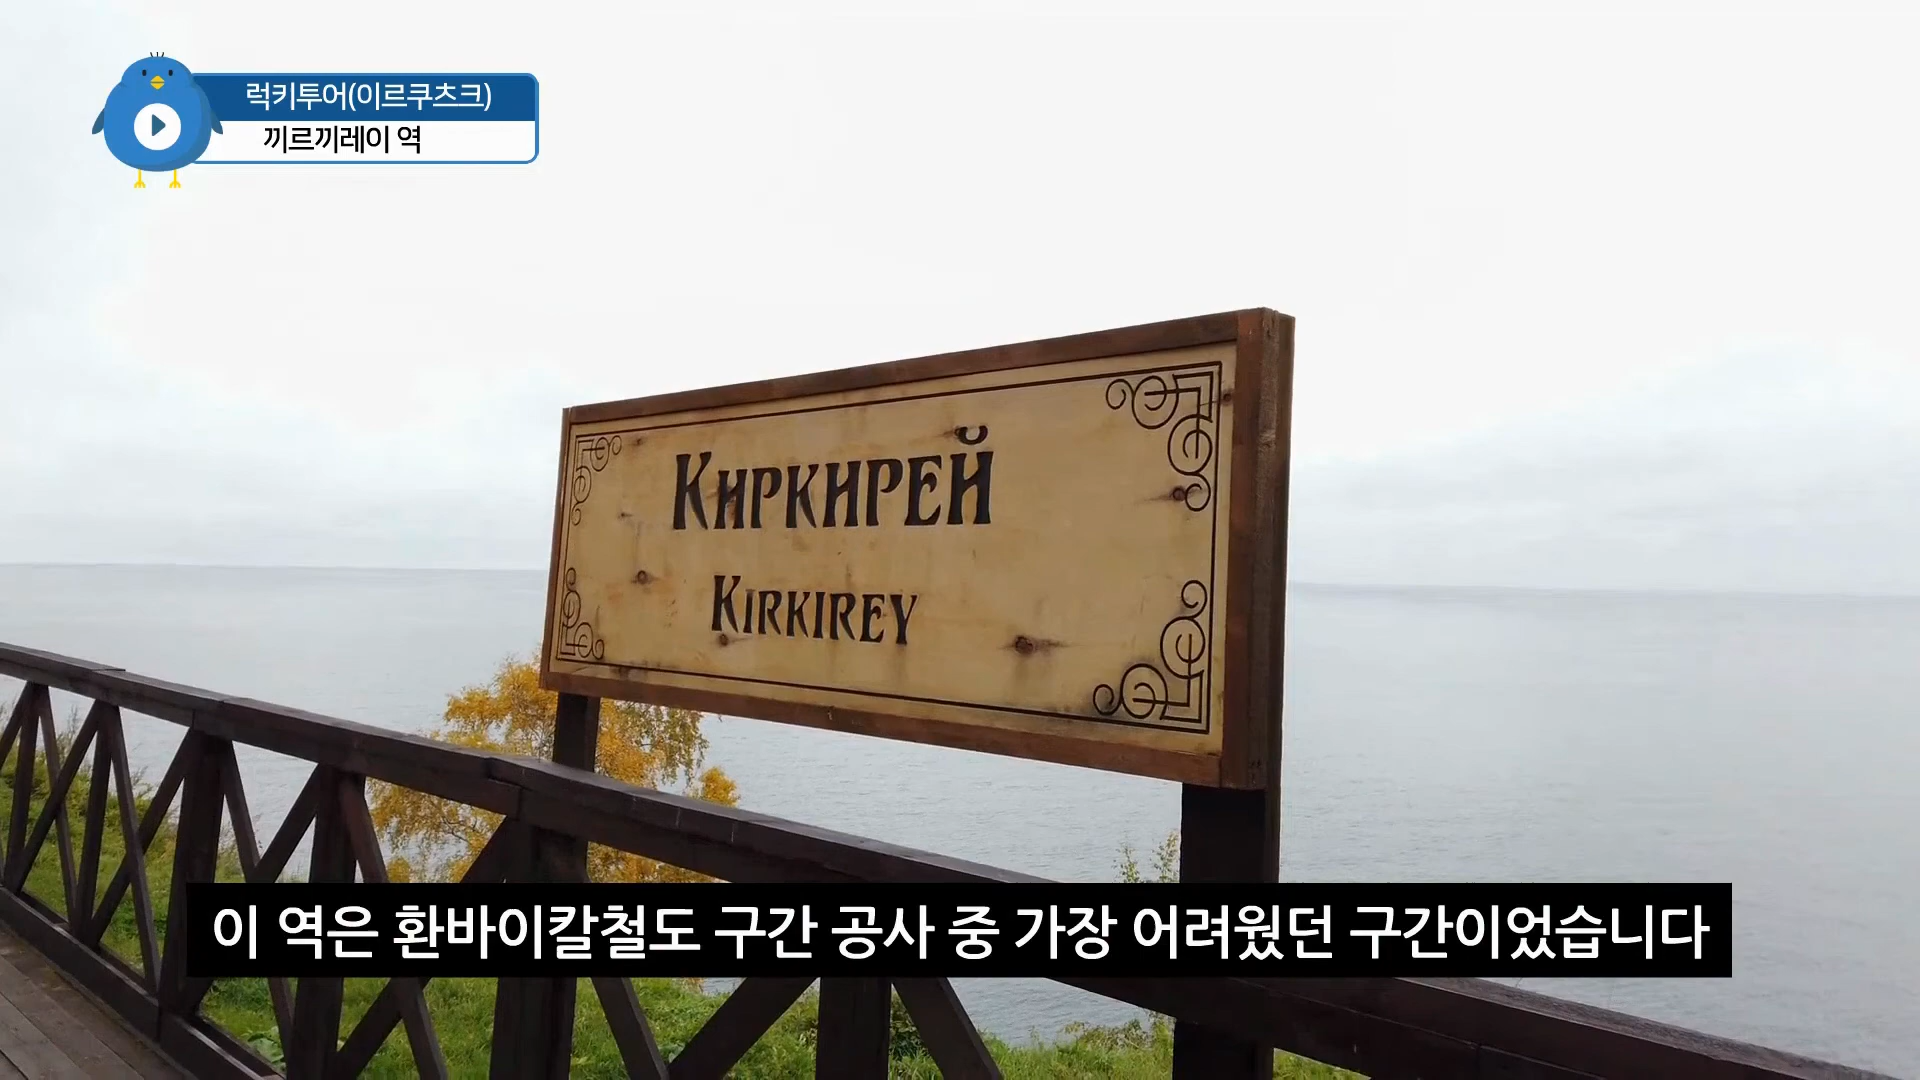 럭키투어(이르쿠츠크)
끼르끼레이 역
КИРКИРЕЙ
KIRKIREY
이 역은 환바이칼철도 구간 공사 중 가장 어려웠던 구간이었습니다